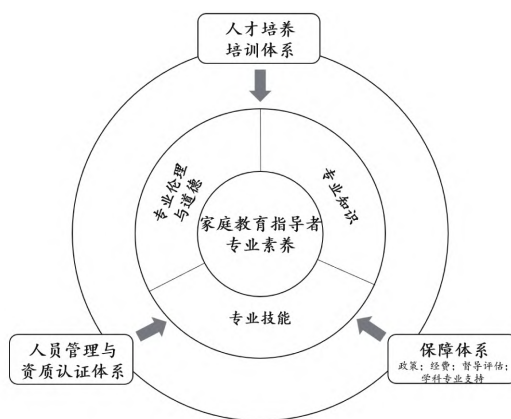 人才培养
培训体系
专业伦理
与道德
专业知识
家庭教育指导者
专业素养
专业技能
人员管理与
资质认证体系
保障体系
政策；经费；督导评估；
学科专业支持